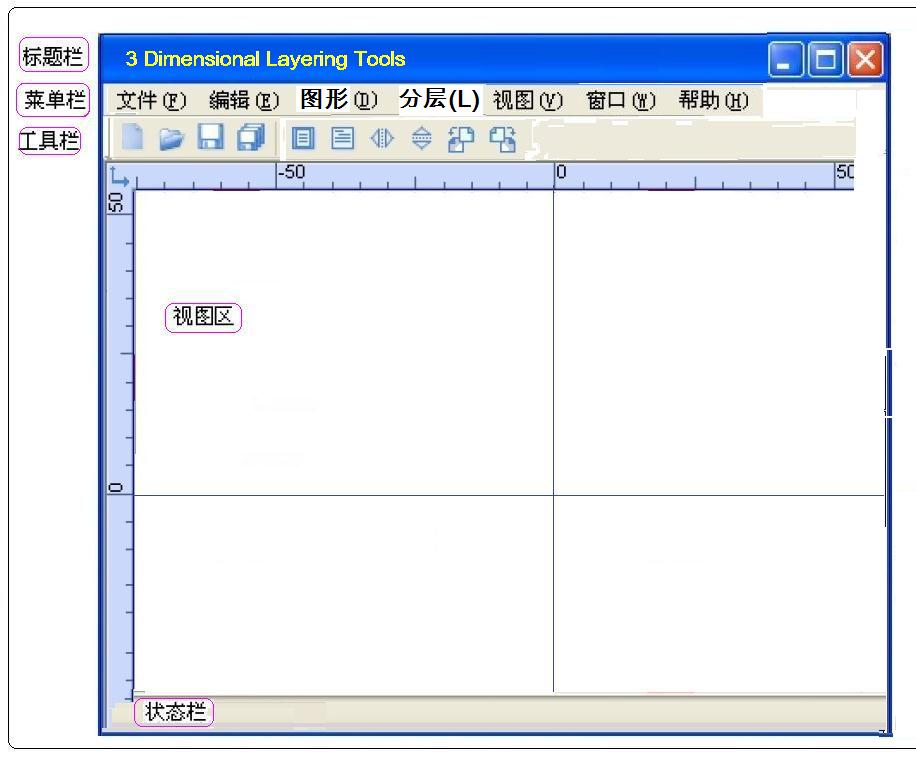 标题栏 3 Dimensional Layering Tools
菜单栏 文件(F) 编辑(E) 图形(D) 分层(L) 视图(V) 窗口(W) 帮助(H)
工具栏
-50 0 50
50
视图区
0
状态栏